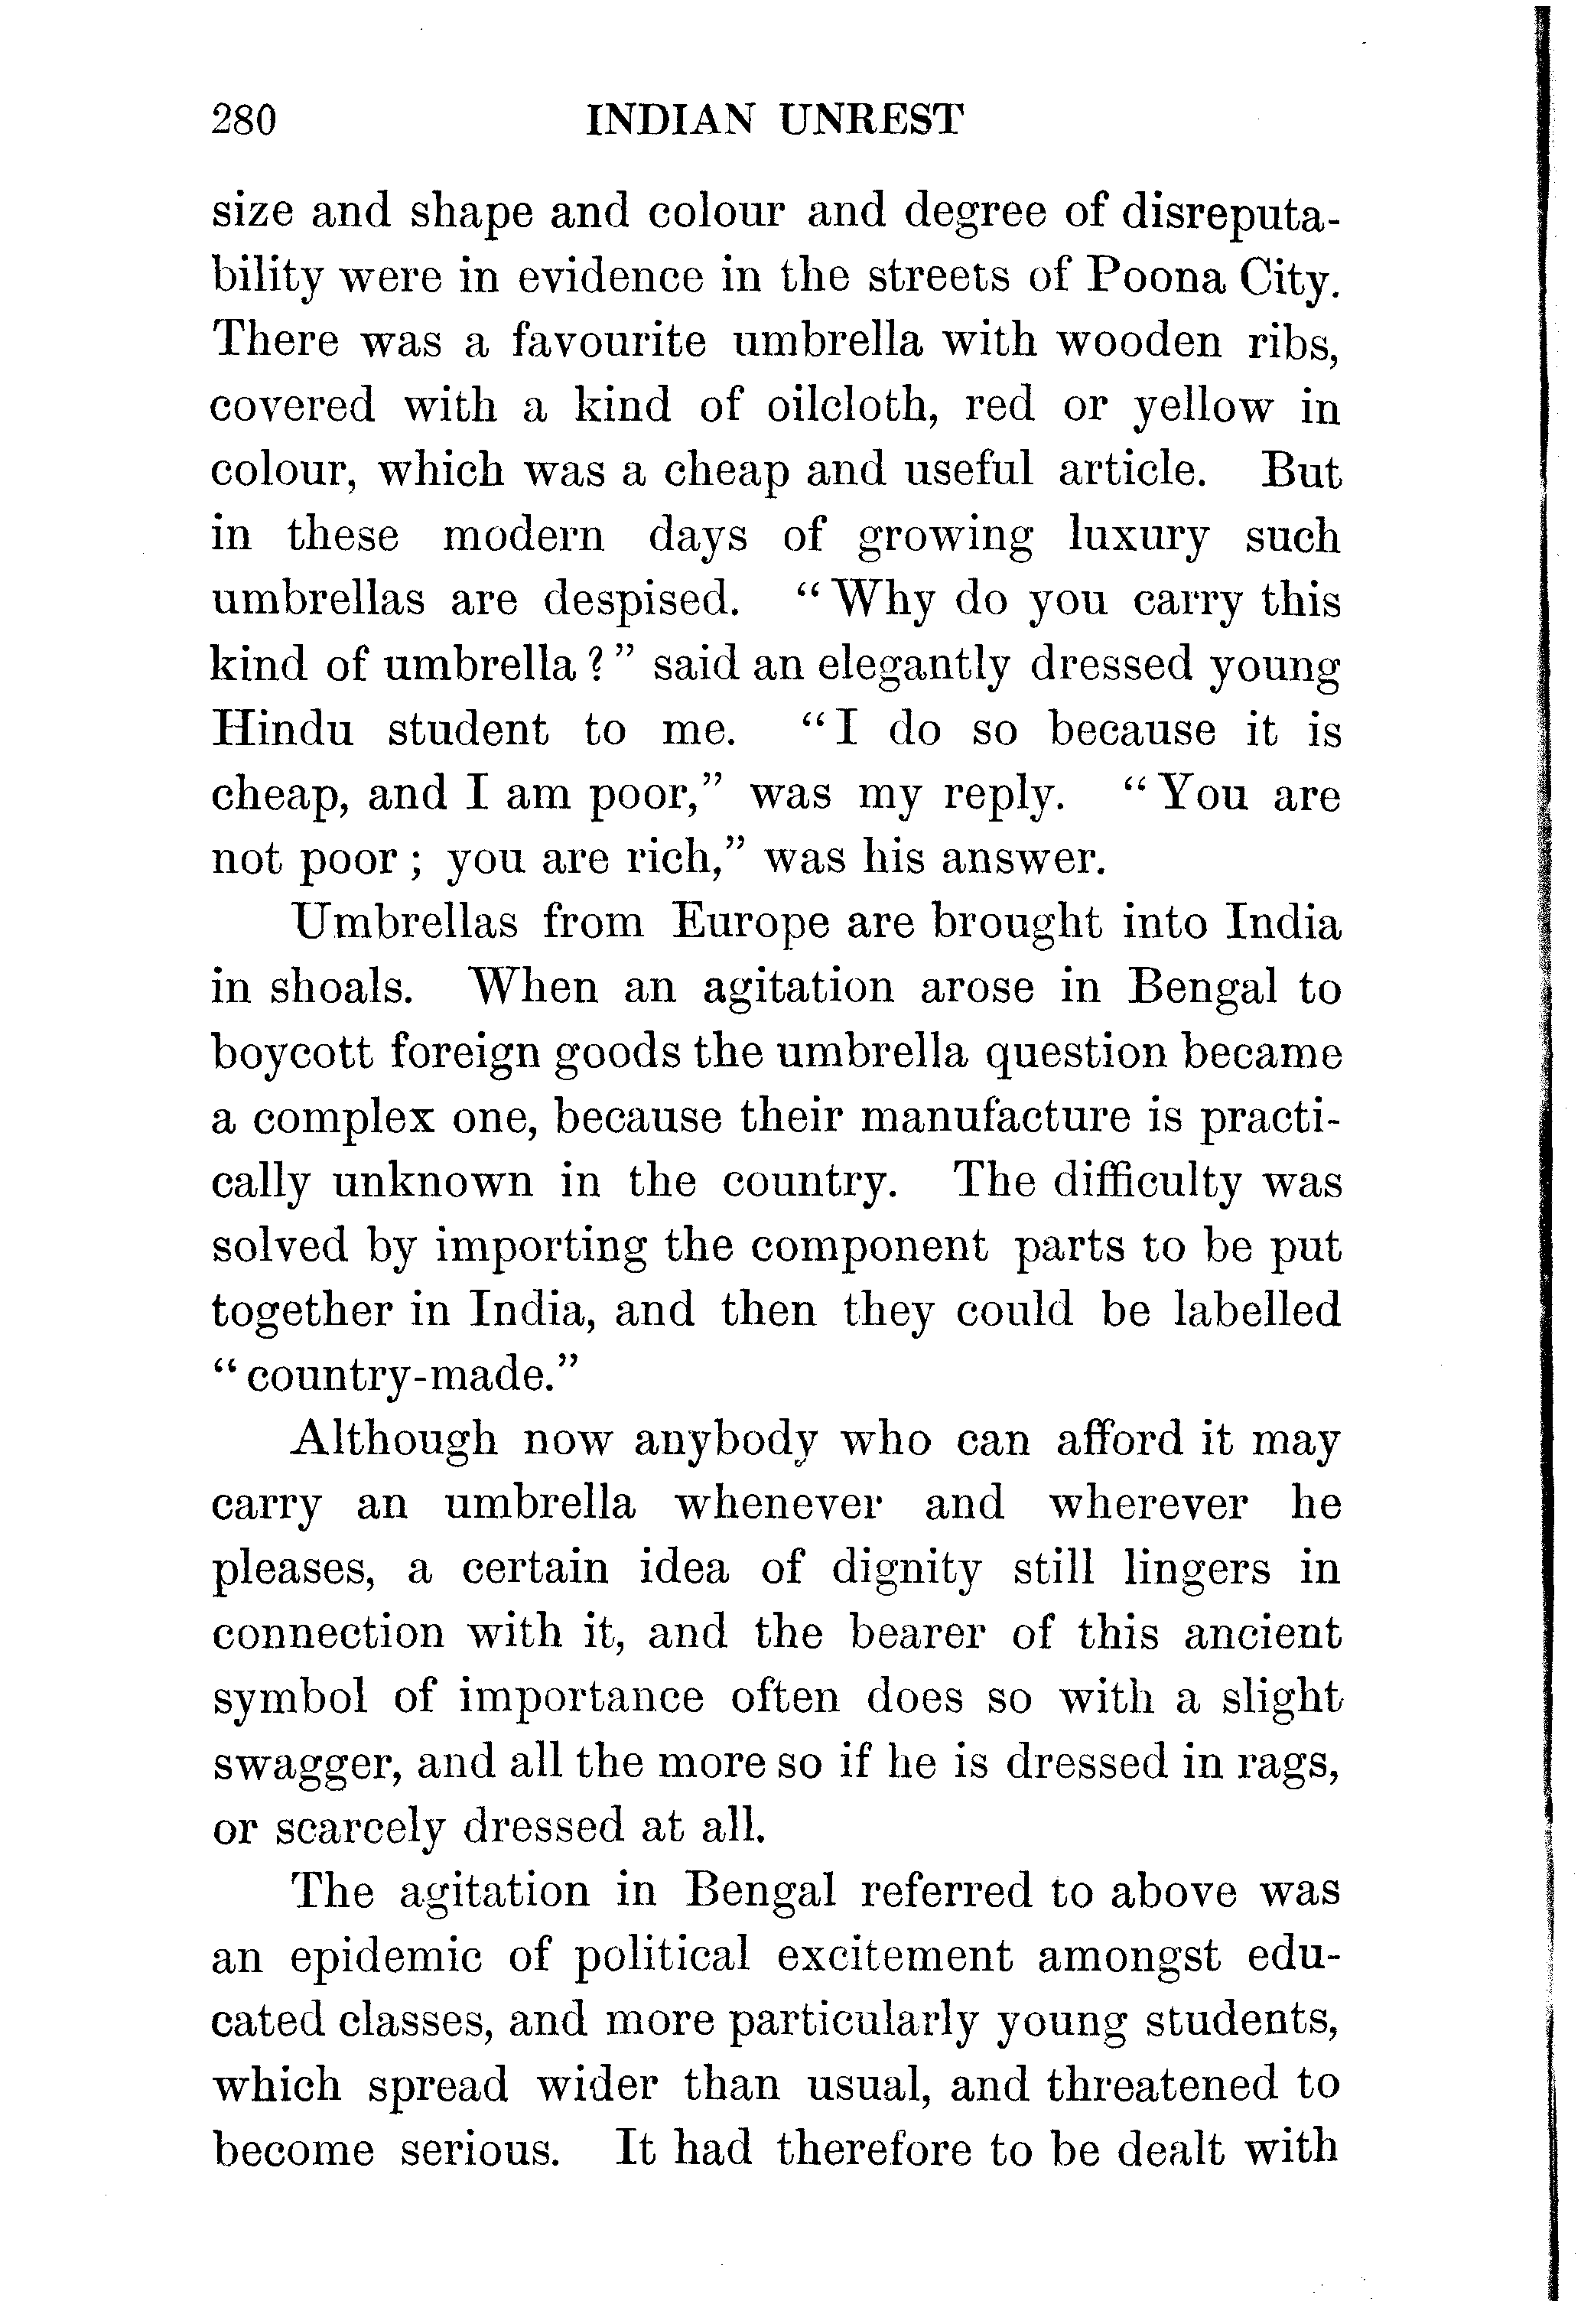 280 INDIAN UNREST
size and shape and colour and degree of disreputa-
bility were in evidence in the streets of Poona City.
There was a favourite umbrella with wooden ribs,
covered with a kind of oilcloth, red or yellow in
colour, which was a cheap and useful article. But
in these modern days of growing luxury such
umbrellas are despised. “Why do you carry this
kind of umbrella?” said an elegantly dressed young
Hindu student to me. “I do so because it is
cheap, and I am poor,” was my reply. “You are
not poor; you are rich,” was his answer.
Umbrellas from Europe are brought into India
in shoals. When an agitation arose in Bengal to
boycott foreign goods the umbrella question became
a complex one, because their manufacture is practi-
cally unknown in the country. The difficulty was
solved by importing the component parts to be put
together in India, and then they could be labelled
“country-made.”
Although now anybody who can afford it may
carry an umbrella whenever and wherever he
pleases, a certain idea of dignity still lingers in
connection with it, and the bearer of this ancient
symbol of importance often does so with a slight
swagger, and all the more so if he is dressed in rags,
or scarcely dressed at all.
The agitation in Bengal referred to above was
an epidemic of political excitement amongst edu-
cated classes, and more particularly young students,
which spread wider than usual, and threatened to
become serious. It had therefore to be dealt with